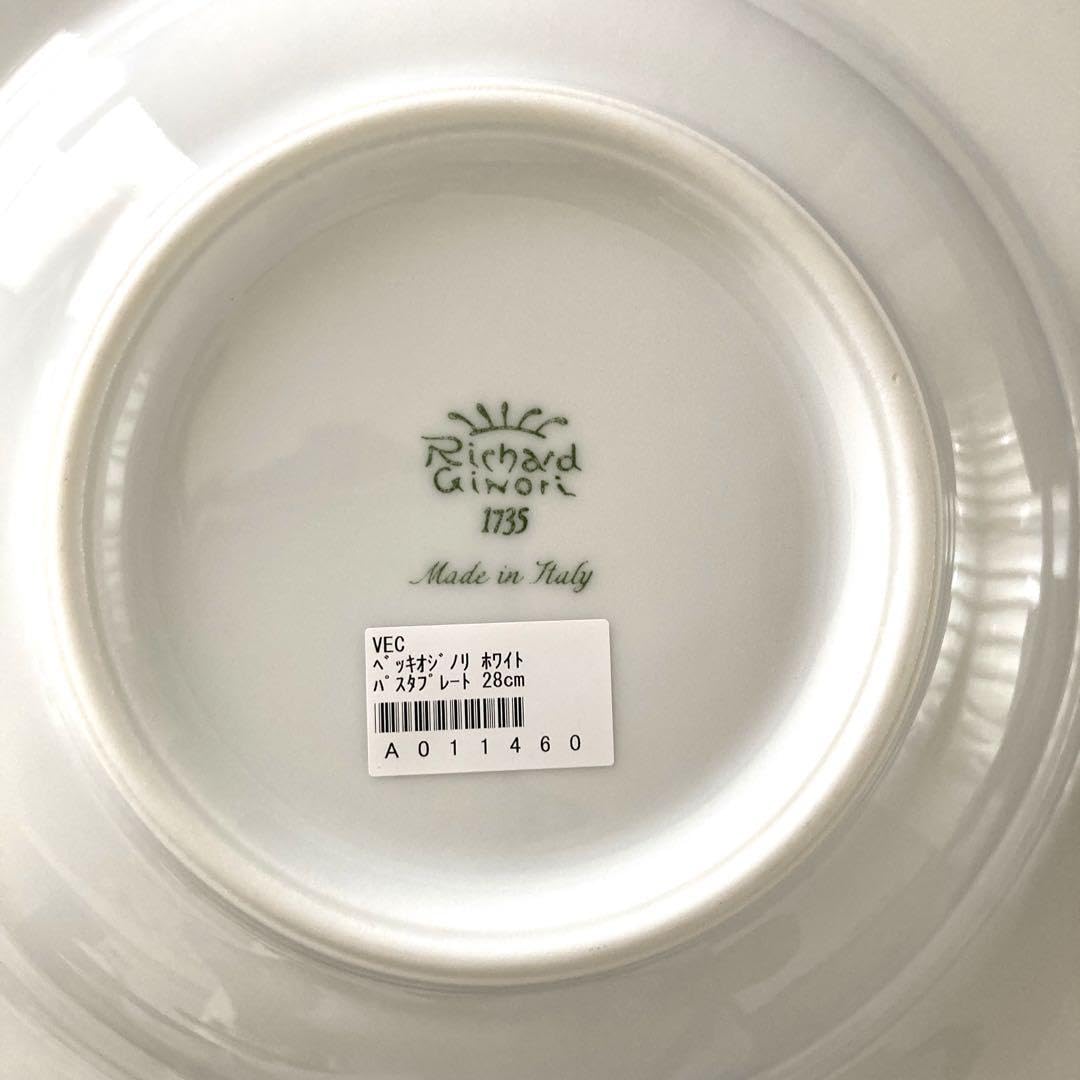 Richard
Ginori
1735
Made in Italy
VEC
ﾍﾞｯｷｵｼﾞﾉﾘ ﾎﾜｲﾄ
ﾊﾟｽﾀﾌﾟﾚｰﾄ 28cm
A011460